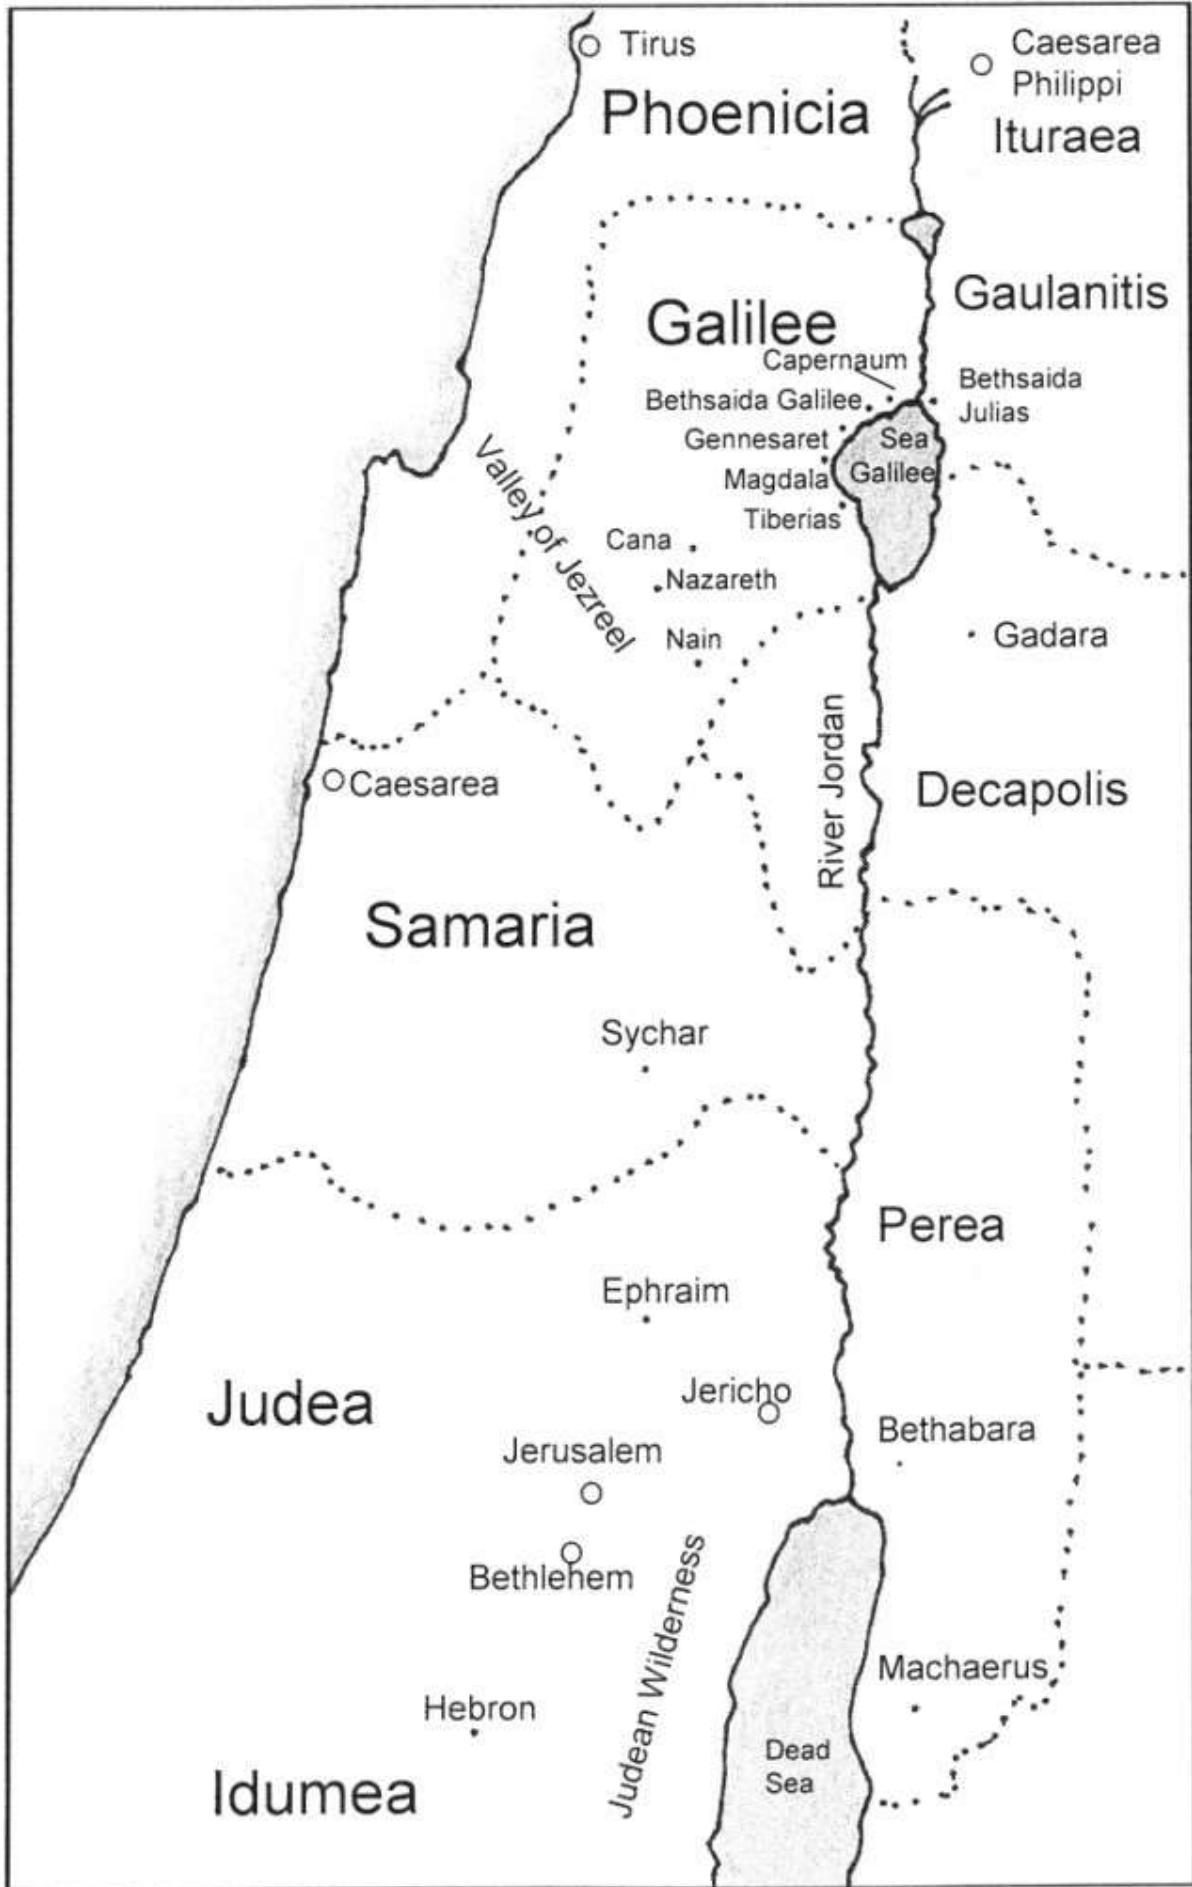 Tirus
Caesarea
Philippi
Phoenicia
Ituraea
Gaulanitis
Galilee
Capernaum
Bethsaida
Julias
Bethsaida Galilee
Gennesaret
Sea
Galilee
Magdala
Tiberias
Valley of Jezreel
Cana
Nazareth
Nain
Gadara
River Jordan
Caesarea
Decapolis
Samaria
Sychar
Perea
Ephraim
Judea
Jericho
Bethabara
Jerusalem
Bethlehem
Judean Wilderness
Machaerus
Hebron
Dead
Sea
Idumea